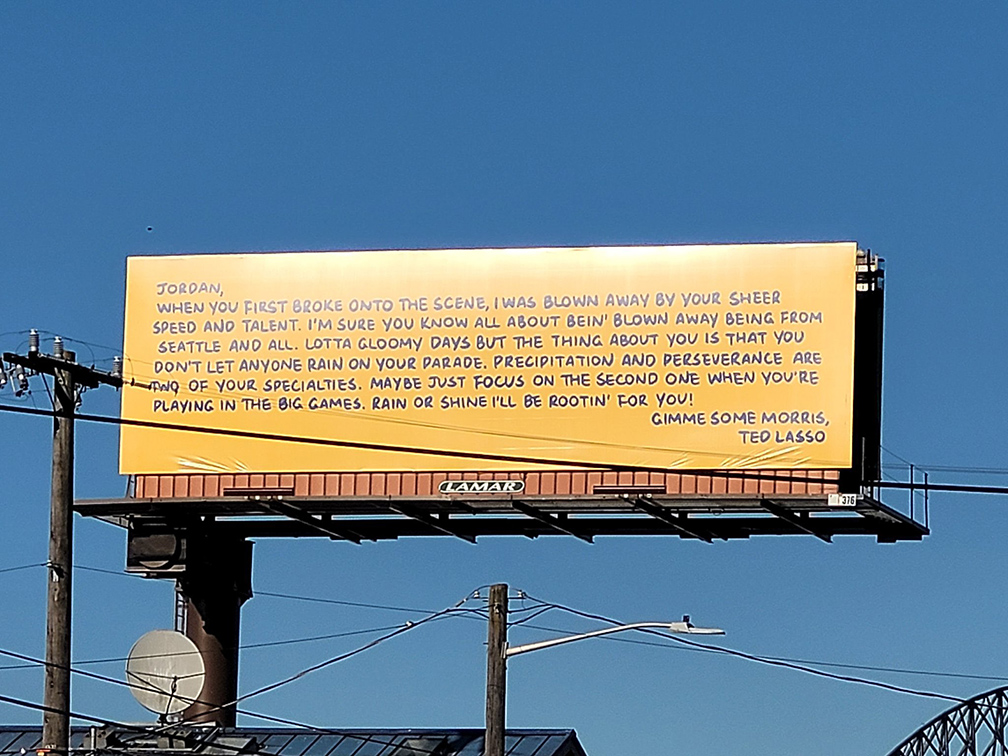 JORDAN,
WHEN YOU FIRST BROKE ONTO THE SCENE, I WAS BLOWN AWAY BY YOUR SHEER
SPEED AND TALENT. I'M SURE YOU KNOW ALL ABOUT BEIN' BLOWN AWAY BEING FROM
SEATTLE AND ALL. LOTTA GLOOMY DAYS BUT THE THING ABOUT YOU IS THAT YOU
DON'T LET ANYONE RAIN ON YOUR PARADE. PRECIPITATION AND PERSEVERANCE ARE
TWO OF YOUR SPECIALTIES. MAYBE JUST FOCUS ON THE SECOND ONE WHEN YOU'RE
PLAYING IN THE BIG GAMES. RAIN OR SHINE I'LL BE ROOTIN' FOR YOU!
GIMME SOME MORRIS,
TED LASSO
LAMAR
376